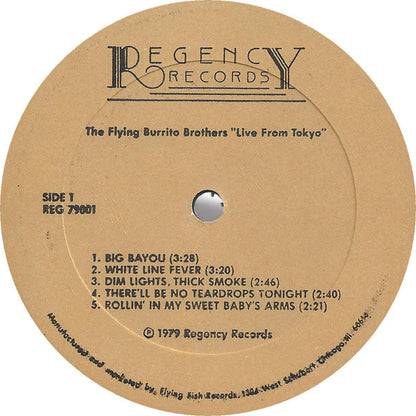 REGENCY
RECORDS
The Flying Burrito Brothers "Live From Tokyo"
SIDE 1
REG 79001
1. BIG BAYOU (3:28)
2. WHITE LINE FEVER (3:20)
3. DIM LIGHTS, THICK SMOKE (2:46)
4. THERE'LL BE NO TEARDROPS TONIGHT (2:40)
5. ROLLIN' IN MY SWEET BABY'S ARMS (2:21)
℗ 1979 Regency Records
Manufactured and marketed by, Flying Fish Records, 1304 West Schubert, Chicago, Ill. 60614